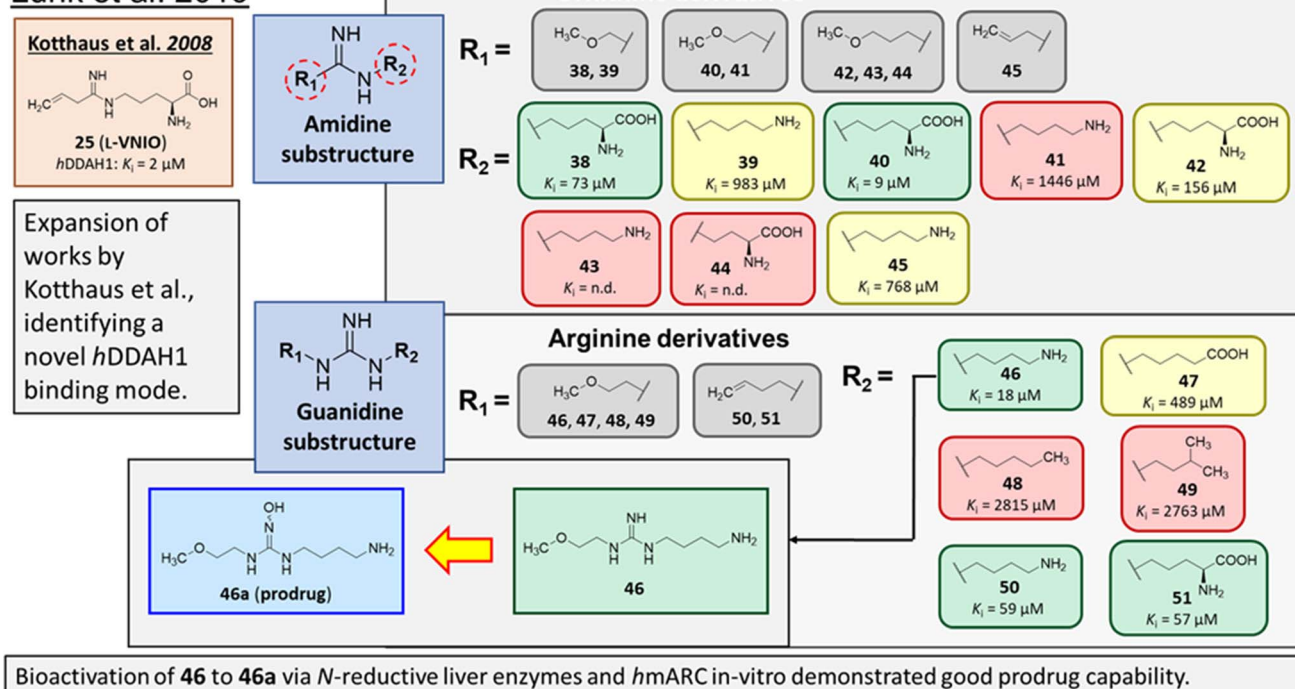 Kotthaus et al. 2008
NH
O
H2C
N
H
OH
NH2
25 (L-VNIO)
hDDAH1: Ki = 2 µM
NH
R1
R2
N
H
Amidine
substructure
R1 =
H3C O
38, 39
H3C O
40, 41
H3C O
42, 43, 44
H2C
45
R2 =
COOH
NH2
38
Ki = 73 µM
NH2
39
Ki = 983 µM
COOH
NH2
40
Ki = 9 µM
NH2
41
Ki = 1446 µM
COOH
NH2
42
Ki = 156 µM
NH2
43
Ki = n.d.
COOH
NH2
44
Ki = n.d.
NH2
45
Ki = 768 µM
Expansion of
works by
Kotthaus et al.,
identifying a
novel hDDAH1
binding mode.
NH
R1 N N R2
H H
Guanidine
substructure
Arginine derivatives
R1 =
H3C O
46, 47, 48, 49
H2C
50, 51
R2 =
NH2
46
Ki = 18 µM
COOH
47
Ki = 489 µM
CH3
48
Ki = 2815 µM
CH3
CH3
49
Ki = 2763 µM
NH2
50
Ki = 59 µM
COOH
NH2
51
Ki = 57 µM
OH
N
H3C O N N NH2
H H
46a (prodrug)
NH
H3C O N N NH2
H H
46
Bioactivation of 46 to 46a via N-reductive liver enzymes and hmARC in-vitro demonstrated good prodrug capability.